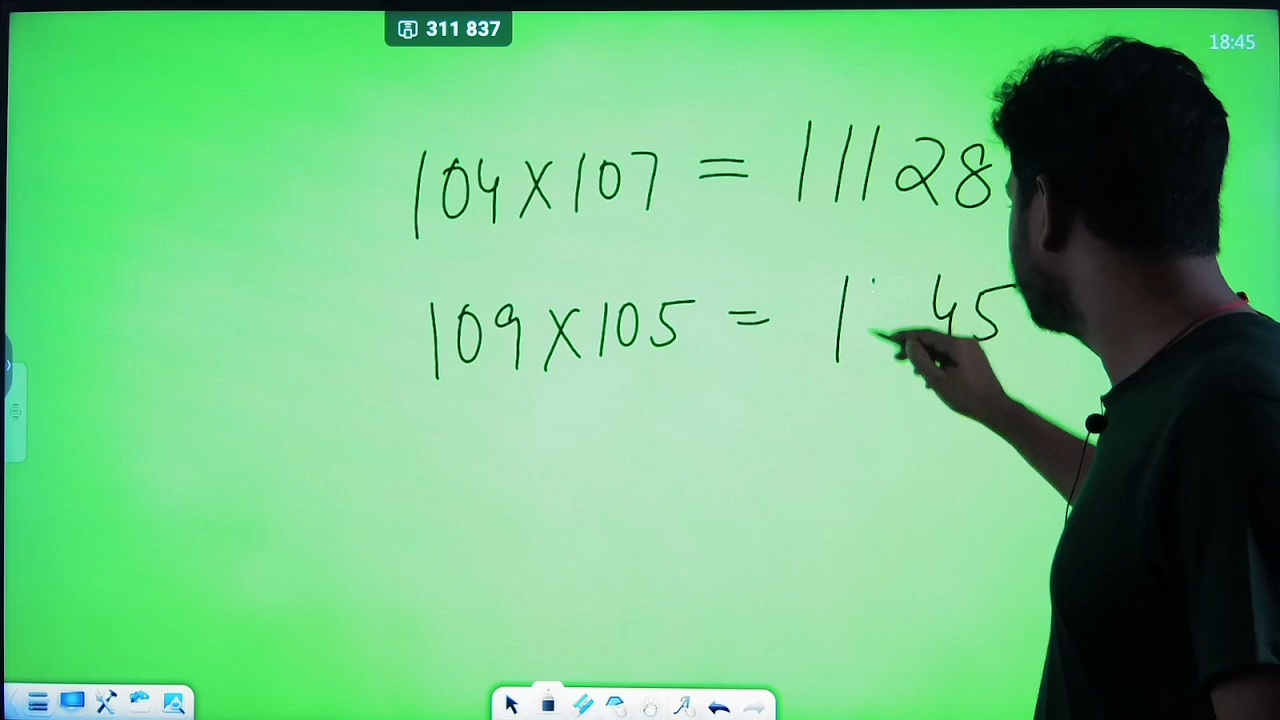 311 837
18:45
104 X 107 = 11128
109 X 105 = 1 45